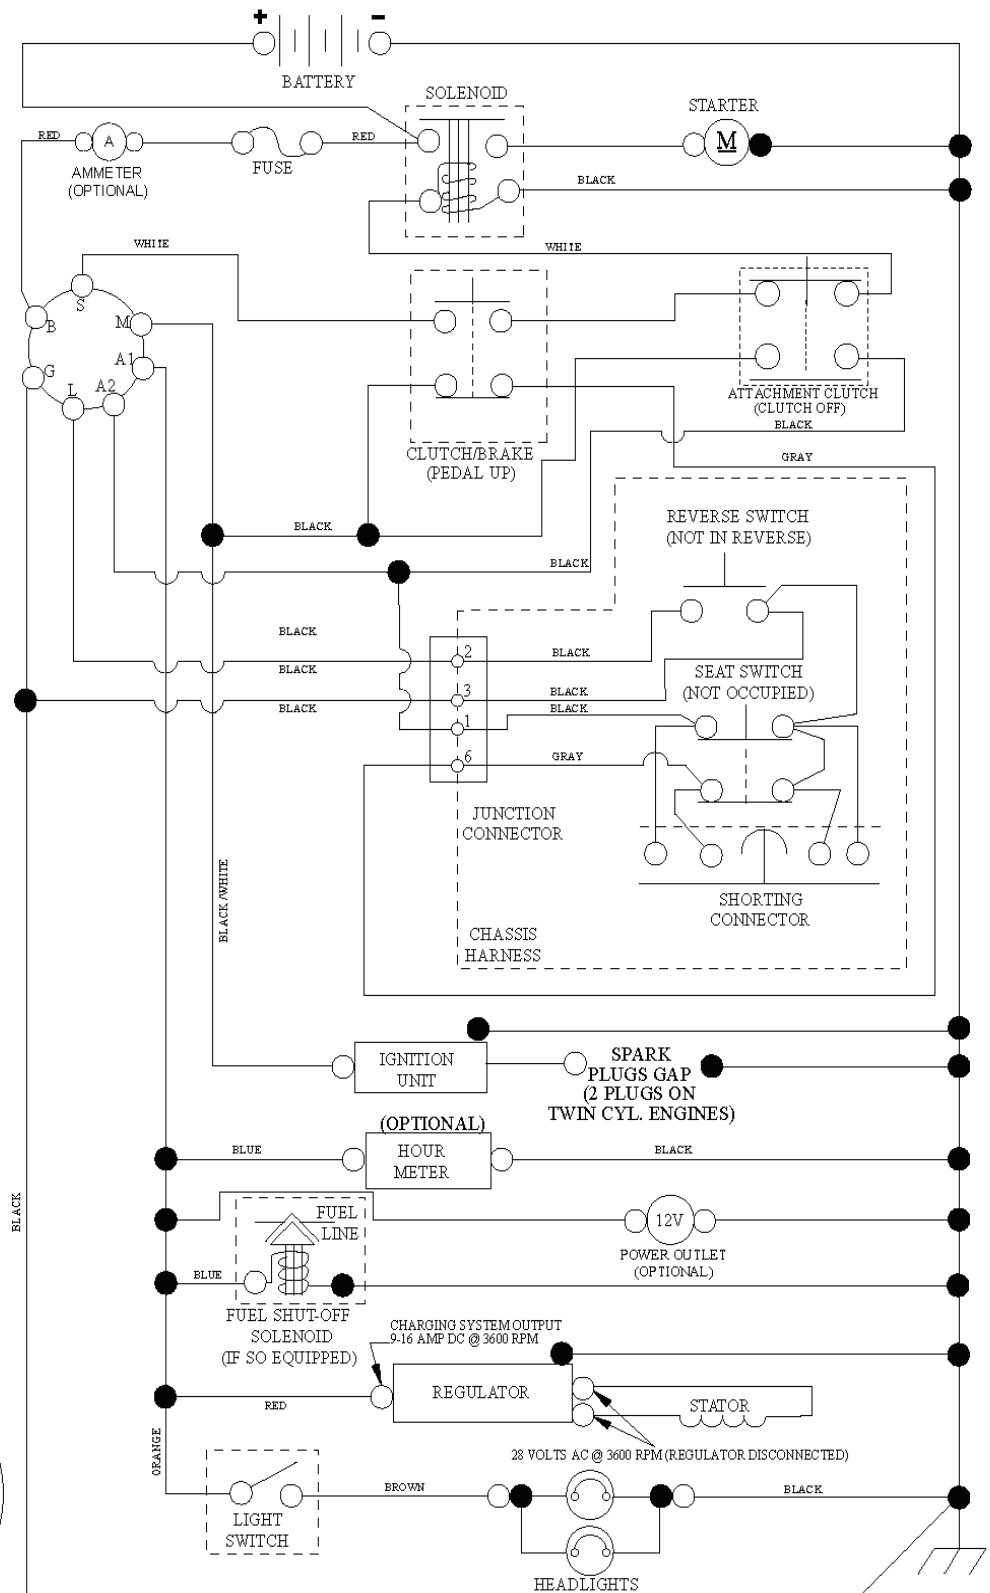 + -
BATTERY
SOLENOID
STARTER
RED
A
RED
M
FUSE
AMMETER
(OPTIONAL)
BLACK
WHITE
WHITE
S
B
M
A1
G
L
A2
ATTACHMENT CLUTCH
(CLUTCH OFF)
BLACK
CLUTCH/BRAKE
(PEDAL UP)
GRAY
REVERSE SWITCH
(NOT IN REVERSE)
BLACK
BLACK
BLACK
2
BLACK
BLACK
SEAT SWITCH
(NOT OCCUPIED)
3
BLACK
BLACK
BLACK
1
6
GRAY
JUNCTION
CONNECTOR
BLACK /WHITE
SHORTING
CONNECTOR
CHASSIS
HARNESS
IGNITION
UNIT
SPARK
PLUGS GAP
(2 PLUGS ON
TWIN CYL. ENGINES)
(OPTIONAL)
HOUR
METER
BLUE
BLACK
BLACK
FUEL
LINE
12V
POWER OUTLET
(OPTIONAL)
BLUE
FUEL SHUT-OFF
SOLENOID
(IF SO EQUIPPED)
CHARGING SYSTEM OUTPUT
9-16 AMP DC @ 3600 RPM
REGULATOR
RED
STATOR
28 VOLTS AC @ 3600 RPM (REGULATOR DISCONNECTED)
ORANGE
BROWN
BLACK
LIGHT
SWITCH
HEADLIGHTS